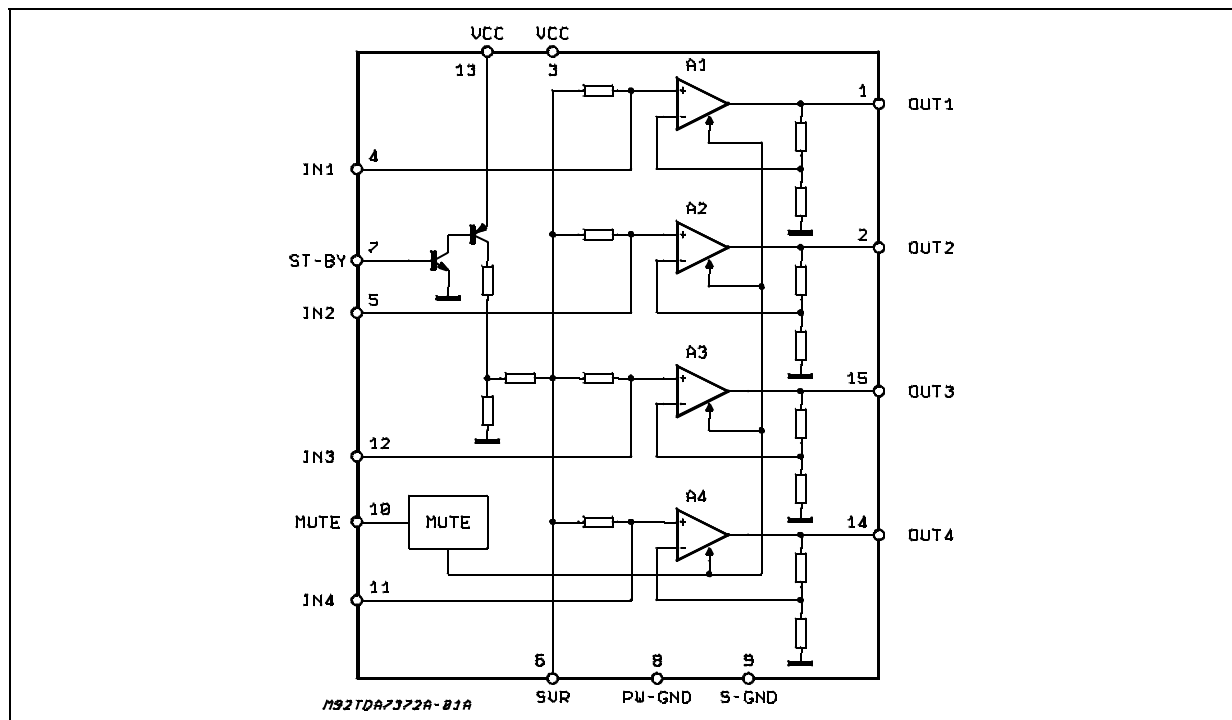 VCC VCC
13 3 A1
1 OUT1
4
IN1
A2
2 OUT2
7
ST-BY
5
IN2
A3
15 OUT3
12
IN3
A4
10
MUTE MUTE
14 OUT4
11
IN4
6 8 9
SVR PW-GND S-GND
M92TDA7372A-01A